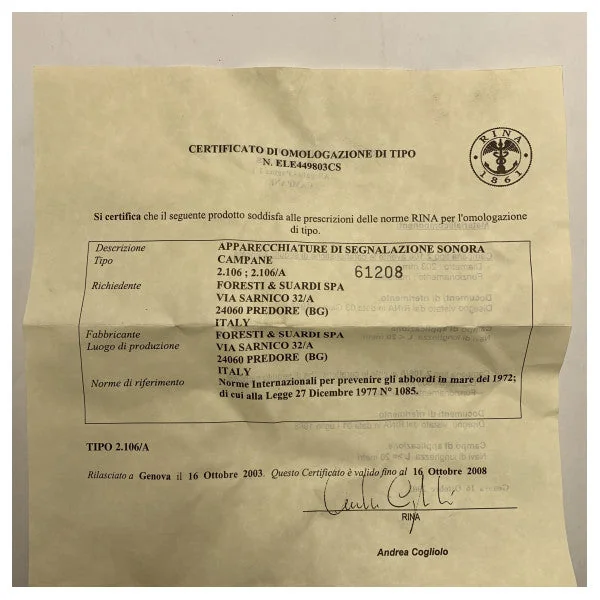 RINA
1861
CERTIFICATO DI OMOLOGAZIONE DI TIPO
N. ELE449803CS
Si certifica che il seguente prodotto soddisfa alle prescrizioni delle norme RINA per l'omologazione
di tipo.
Descrizione APPARECCHIATURE DI SEGNALAZIONE SONORA
Tipo CAMPANE
2.106 ; 2.106/A 61208
Richiedente FORESTI & SUARDI SPA
VIA SARNICO 32/A
24060 PREDORE (BG)
ITALY
Fabbricante FORESTI & SUARDI SPA
Luogo di produzione VIA SARNICO 32/A
24060 PREDORE (BG)
ITALY
Norme di riferimento Norme Internazionali per prevenire gli abbordi in mare del 1972;
di cui alla Legge 27 Dicembre 1977 N° 1085.
TIPO 2.106/A
Rilasciato a Genova il 16 Ottobre 2003. Questo Certificato è valido fino al 16 Ottobre 2008
RINA
Andrea Cogliolo